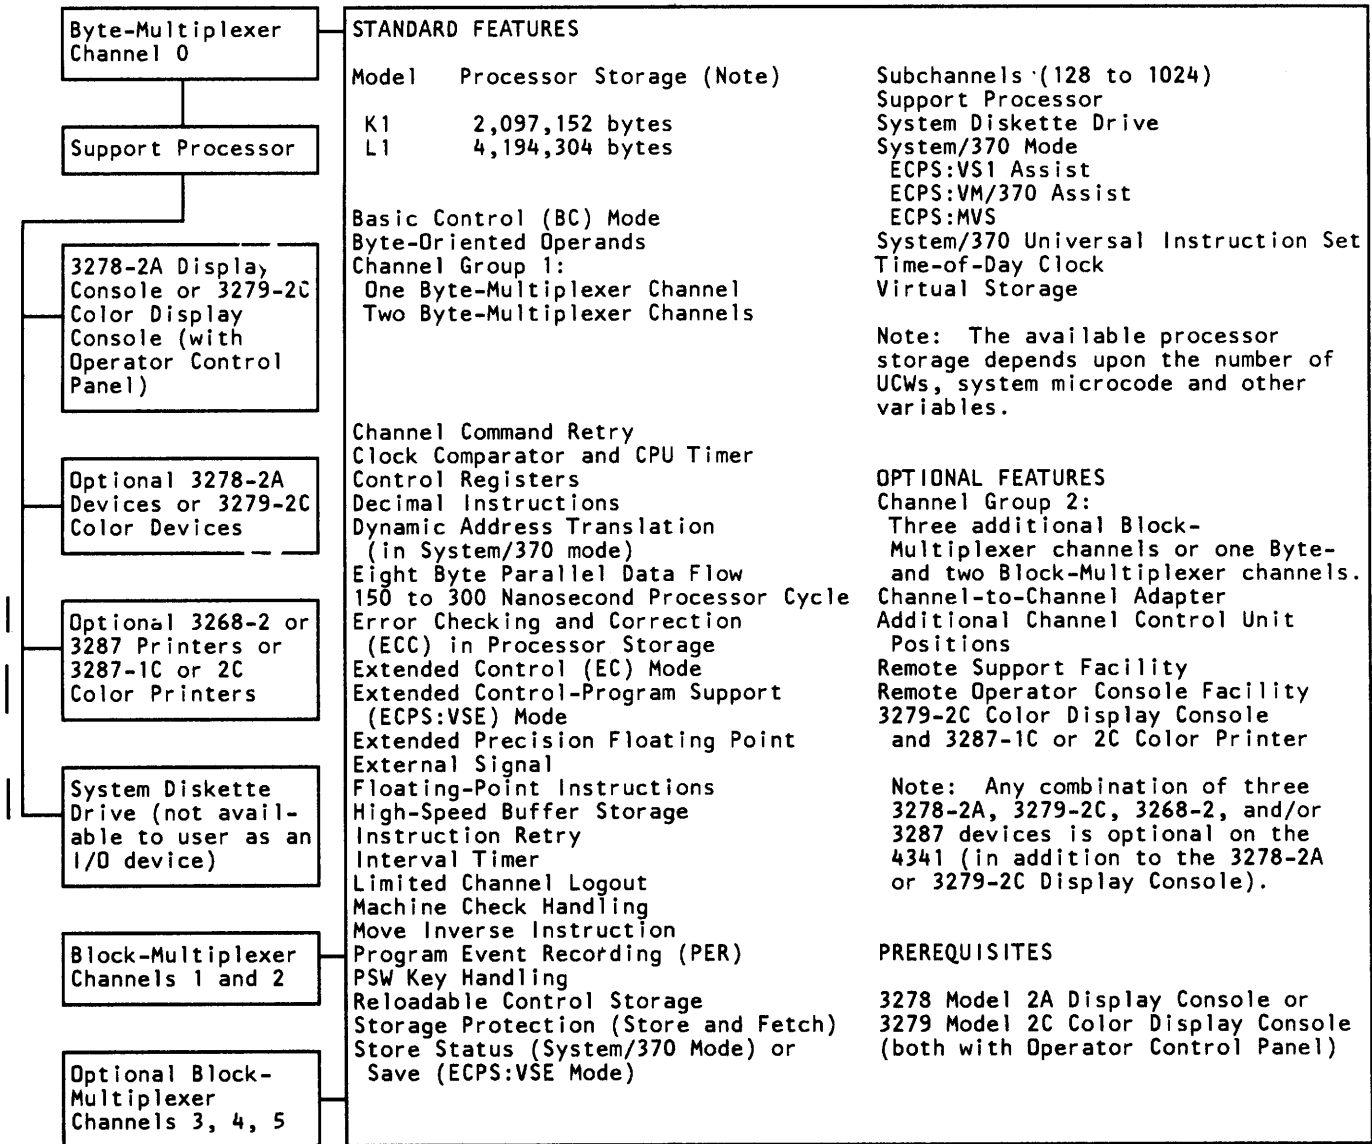 Byte-Multiplexer
Channel 0
Support Processor
3278-2A Display
Console or 3279-2C
Color Display
Console (with
Operator Control
Panel)
Optional 3278-2A
Devices or 3279-2C
Color Devices
Optional 3268-2 or
3287 Printers or
3287-1C or 2C
Color Printers
System Diskette
Drive (not avail-
able to user as an
I/O device)
Block-Multiplexer
Channels 1 and 2
Optional Block-
Multiplexer
Channels 3, 4, 5
STANDARD FEATURES
Model Processor Storage (Note)
K1 2,097,152 bytes
L1 4,194,304 bytes
Basic Control (BC) Mode
Byte-Oriented Operands
Channel Group 1:
One Byte-Multiplexer Channel
Two Byte-Multiplexer Channels
Channel Command Retry
Clock Comparator and CPU Timer
Control Registers
Decimal Instructions
Dynamic Address Translation
(in System/370 mode)
Eight Byte Parallel Data Flow
150 to 300 Nanosecond Processor Cycle
Error Checking and Correction
(ECC) in Processor Storage
Extended Control (EC) Mode
Extended Control-Program Support
(ECPS:VSE) Mode
Extended Precision Floating Point
External Signal
Floating-Point Instructions
High-Speed Buffer Storage
Instruction Retry
Interval Timer
Limited Channel Logout
Machine Check Handling
Move Inverse Instruction
Program Event Recording (PER)
PSW Key Handling
Reloadable Control Storage
Storage Protection (Store and Fetch)
Store Status (System/370 Mode) or
Save (ECPS:VSE Mode)
Subchannels (128 to 1024)
Support Processor
System Diskette Drive
System/370 Mode
ECPS:VS1 Assist
ECPS:VM/370 Assist
ECPS:MVS
System/370 Universal Instruction Set
Time-of-Day Clock
Virtual Storage
Note: The available processor
storage depends upon the number of
UCWs, system microcode and other
variables.
OPTIONAL FEATURES
Channel Group 2:
Three additional Block-
Multiplexer channels or one Byte-
and two Block-Multiplexer channels.
Channel-to-Channel Adapter
Additional Channel Control Unit
Positions
Remote Support Facility
Remote Operator Console Facility
3279-2C Color Display Console
and 3287-1C or 2C Color Printer
Note: Any combination of three
3278-2A, 3279-2C, 3268-2, and/or
3287 devices is optional on the
4341 (in addition to the 3278-2A
or 3279-2C Display Console).
PREREQUISITES
3278 Model 2A Display Console or
3279 Model 2C Color Display Console
(both with Operator Control Panel)